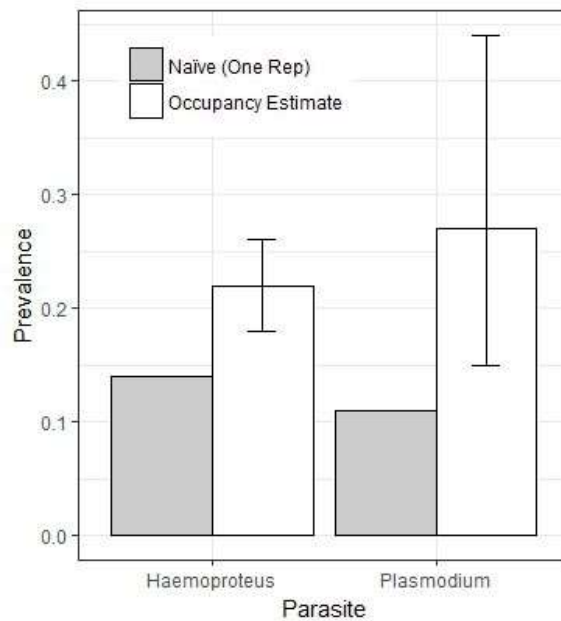 Naïve (One Rep)
Occupancy Estimate
0.4
0.3
0.2
0.1
0.0
Prevalence
Haemoproteus Plasmodium
Parasite